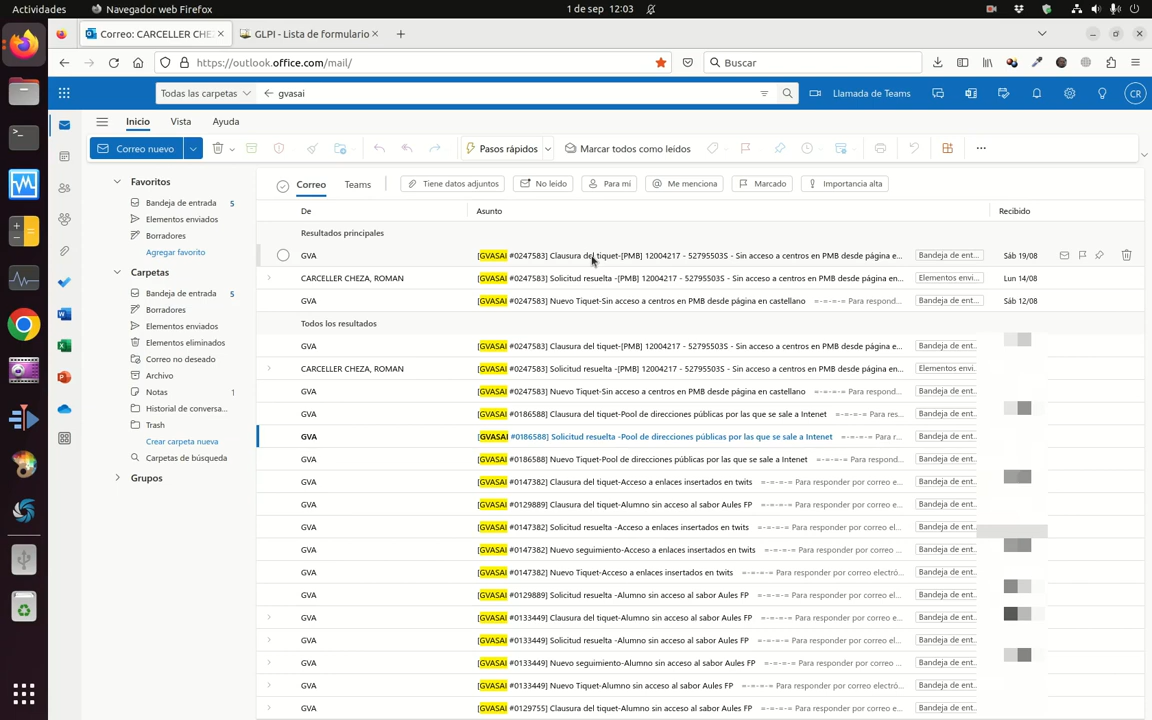 Actividades
Navegador web Firefox
1 de sep 12:03
Correo: CARCELLER CHE
GLPI - Lista de formulario
https://outlook.office.com/mail/
Buscar
Todas las carpetas
gvasai
Llamada de Teams
CR
Inicio
Vista
Ayuda
Correo nuevo
Pasos rápidos
Marcar todos como leídos
Favoritos
Bandeja de entrada 5
Elementos enviados
Borradores
Agregar favorito
Carpetas
Bandeja de entrada 5
Borradores
Elementos enviados
Elementos eliminados
Correo no deseado
Archivo
Notas 1
Historial de conversa...
Trash
Crear carpeta nueva
Carpetas de búsqueda
Grupos
Correo
Teams
Tiene datos adjuntos
No leído
Para mí
Me menciona
Marcado
Importancia alta
De
Asunto
Recibido
Resultados principales
GVA [GVASAI #0247583] Clausura del tiquet-[PMB] 12004217 - 52795503S - Sin acceso a centros en PMB desde página e... Bandeja de ent... Sáb 19/08
CARCELLER CHEZA, ROMAN [GVASAI #0247583] Solicitud resuelta -[PMB] 12004217 - 52795503S - Sin acceso a centros en PMB desde página en... Elementos envi... Lun 14/08
GVA [GVASAI #0247583] Nuevo Tiquet-Sin acceso a centros en PMB desde página en castellano =-=-=-= Para respond... Bandeja de ent... Sáb 12/08
Todos los resultados
GVA [GVASAI #0247583] Clausura del tiquet-[PMB] 12004217 - 52795503S - Sin acceso a centros en PMB desde página e... Bandeja de ent..
CARCELLER CHEZA, ROMAN [GVASAI #0247583] Solicitud resuelta -[PMB] 12004217 - 52795503S - Sin acceso a centros en PMB desde página en... Elementos envi..
GVA [GVASAI #0247583] Nuevo Tiquet-Sin acceso a centros en PMB desde página en castellano =-=-=-= Para respond... Bandeja de ent..
GVA [GVASAI #0186588] Clausura del tiquet-Pool de direcciones públicas por las que se sale a Internet =-=-=-= Para res... Bandeja de ent..
GVA [GVASAI #0186588] Solicitud resuelta -Pool de direcciones públicas por las que se sale a Intenet =-=-=-= Para r... Bandeja de ent..
GVA [GVASAI #0186588] Nuevo Tiquet-Pool de direcciones públicas por las que se sale a Intenet =-=-=-= Para respond... Bandeja de ent..
GVA [GVASAI #0147382] Clausura del tiquet-Acceso a enlaces insertados en twits =-=-=-= Para responder por correo e... Bandeja de ent..
GVA [GVASAI #0129889] Clausura del tiquet-Alumno sin acceso al sabor Aules FP =-=-=-= Para responder por correo e... Bandeja de ent..
GVA [GVASAI #0147382] Solicitud resuelta -Acceso a enlaces insertados en twits =-=-=-= Para responder por correo el... Bandeja de ent..
GVA [GVASAI #0147382] Nuevo seguimiento-Acceso a enlaces insertados en twits =-=-=-= Para responder por correo ... Bandeja de ent..
GVA [GVASAI #0147382] Nuevo Tiquet-Acceso a enlaces insertados en twits =-=-=-= Para responder por correo electró... Bandeja de ent..
GVA [GVASAI #0129889] Solicitud resuelta -Alumno sin acceso al sabor Aules FP =-=-=-= Para responder por correo el... Bandeja de ent..
GVA [GVASAI #0133449] Clausura del tiquet-Alumno sin acceso al sabor Aules FP =-=-=-= Para responder por correo e... Bandeja de ent..
GVA [GVASAI #0133449] Solicitud resuelta -Alumno sin acceso al sabor Aules FP =-=-=-= Para responder por correo el... Bandeja de ent..
GVA [GVASAI #0133449] Nuevo seguimiento-Alumno sin acceso al sabor Aules FP =-=-=-= Para responder por correo ... Bandeja de ent..
GVA [GVASAI #0133449] Nuevo Tiquet-Alumno sin acceso al sabor Aules FP =-=-=-= Para responder por correo electró... Bandeja de ent..
GVA [GVASAI #0129755] Clausura del tiquet-Alumno sin acceso al sabor Aules FP =-=-=-= Para responder por correo e... Bandeja de ent..